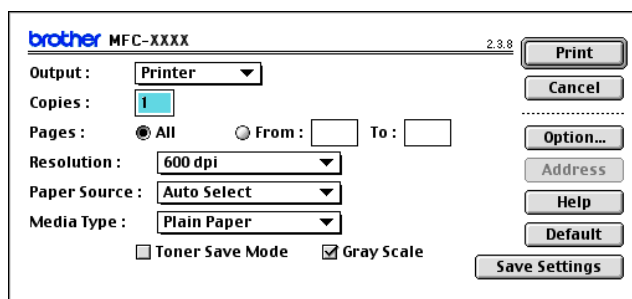 brother MFC-XXXX 2.3.8
Print
Output : Printer
Cancel
Copies : 1
Pages : All From : To :
Option...
Resolution : 600 dpi
Address
Paper Source : Auto Select
Help
Media Type : Plain Paper
Default
Toner Save Mode Gray Scale
Save Settings